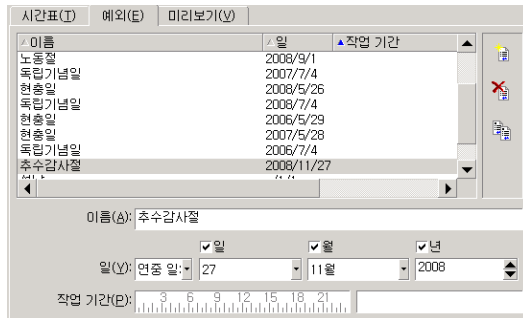 시간표(T) 예외(E) 미리보기(V)
이름 일 작업 기간
노동절 2008/9/1
독립기념일 2007/7/4
현충일 2008/5/26
독립기념일 2008/7/4
현충일 2006/5/29
현충일 2007/5/28
독립기념일 2006/7/4
추수감사절 2008/11/27
이름(A): 추수감사절
일 월 년
일(Y): 연중 일: 27 11월 2008
작업 기간(P): 3 6 9 12 15 18 21